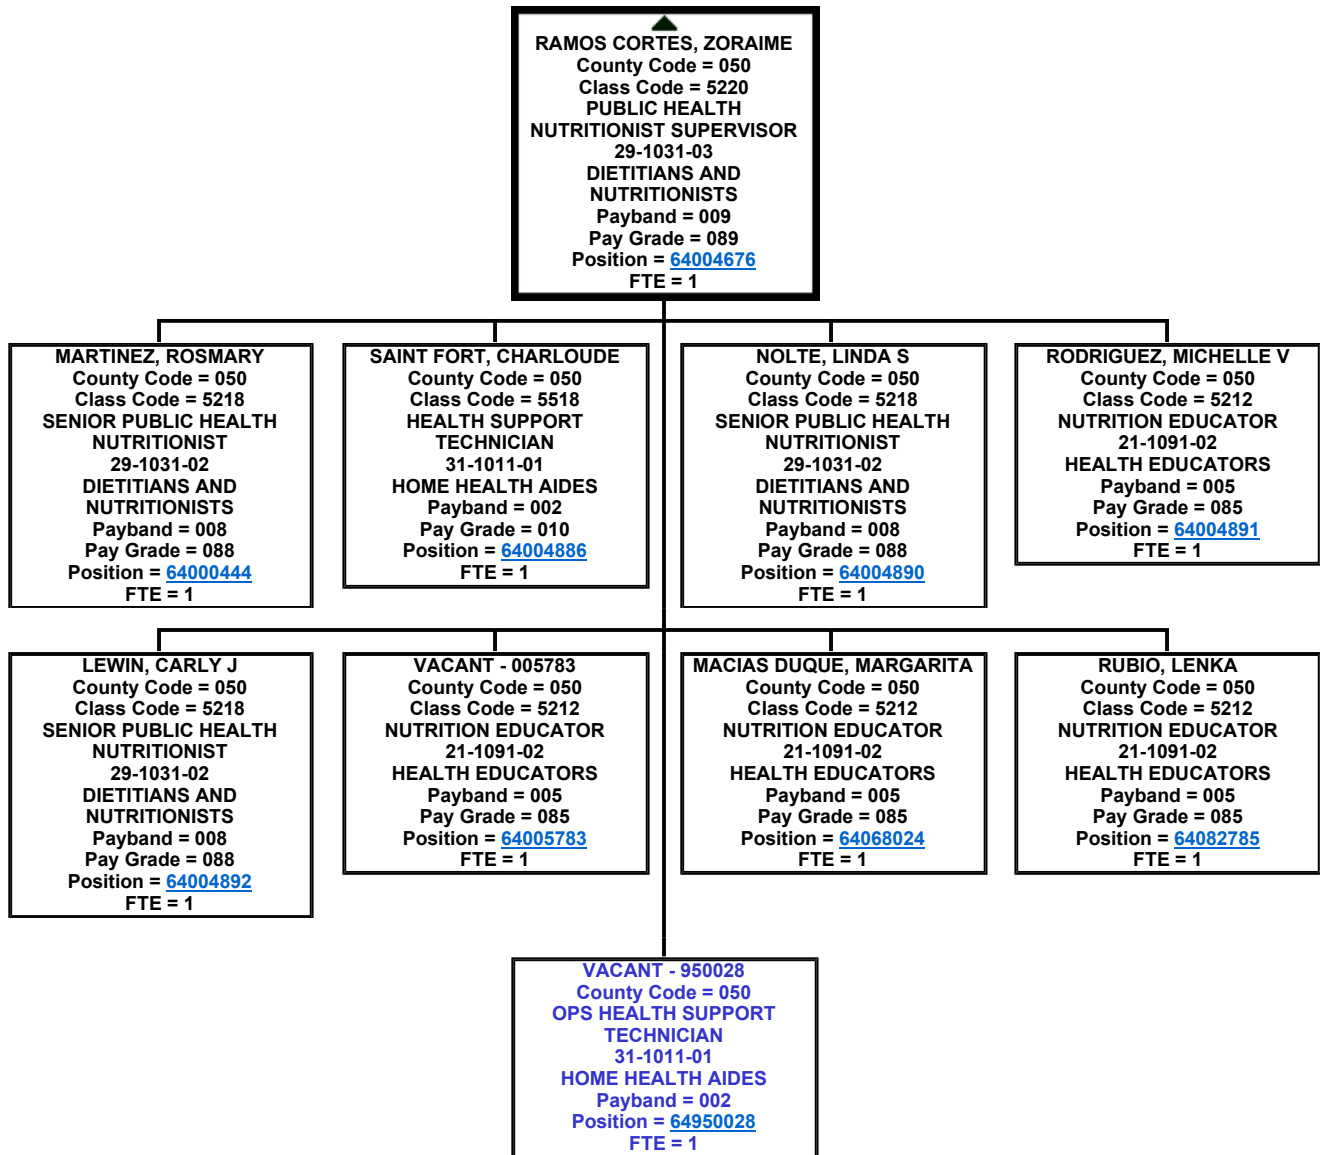 RAMOS CORTES, ZORAIME
County Code = 050
Class Code = 5220
PUBLIC HEALTH
NUTRITIONIST SUPERVISOR
29-1031-03
DIETITIANS AND
NUTRITIONISTS
Payband = 009
Pay Grade = 089
Position = 64004676
FTE = 1
MARTINEZ, ROSMARY
County Code = 050
Class Code = 5218
SENIOR PUBLIC HEALTH
NUTRITIONIST
29-1031-02
DIETITIANS AND
NUTRITIONISTS
Payband = 008
Pay Grade = 088
Position = 64000444
FTE = 1
SAINT FORT, CHARLOUDE
County Code = 050
Class Code = 5518
HEALTH SUPPORT
TECHNICIAN
31-1011-01
HOME HEALTH AIDES
Payband = 002
Pay Grade = 010
Position = 64004886
FTE = 1
NOLTE, LINDA S
County Code = 050
Class Code = 5218
SENIOR PUBLIC HEALTH
NUTRITIONIST
29-1031-02
DIETITIANS AND
NUTRITIONISTS
Payband = 008
Pay Grade = 088
Position = 64004890
FTE = 1
RODRIGUEZ, MICHELLE V
County Code = 050
Class Code = 5212
NUTRITION EDUCATOR
21-1091-02
HEALTH EDUCATORS
Payband = 005
Pay Grade = 085
Position = 64004891
FTE = 1
LEWIN, CARLY J
County Code = 050
Class Code = 5218
SENIOR PUBLIC HEALTH
NUTRITIONIST
29-1031-02
DIETITIANS AND
NUTRITIONISTS
Payband = 008
Pay Grade = 088
Position = 64004892
FTE = 1
VACANT - 005783
County Code = 050
Class Code = 5212
NUTRITION EDUCATOR
21-1091-02
HEALTH EDUCATORS
Payband = 005
Pay Grade = 085
Position = 64005783
FTE = 1
MACIAS DUQUE, MARGARITA
County Code = 050
Class Code = 5212
NUTRITION EDUCATOR
21-1091-02
HEALTH EDUCATORS
Payband = 005
Pay Grade = 085
Position = 64068024
FTE = 1
RUBIO, LENKA
County Code = 050
Class Code = 5212
NUTRITION EDUCATOR
21-1091-02
HEALTH EDUCATORS
Payband = 005
Pay Grade = 085
Position = 64082785
FTE = 1
VACANT - 950028
County Code = 050
OPS HEALTH SUPPORT
TECHNICIAN
31-1011-01
HOME HEALTH AIDES
Payband = 002
Position = 64950028
FTE = 1